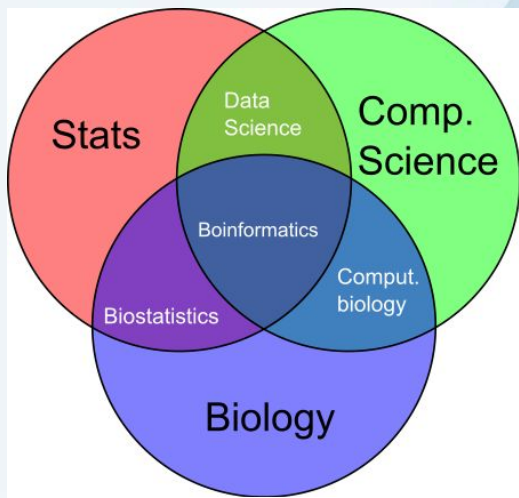 Data
Science
Stats
Comp.
Science
Boinformatics
Comput.
biology
Biostatistics
Biology